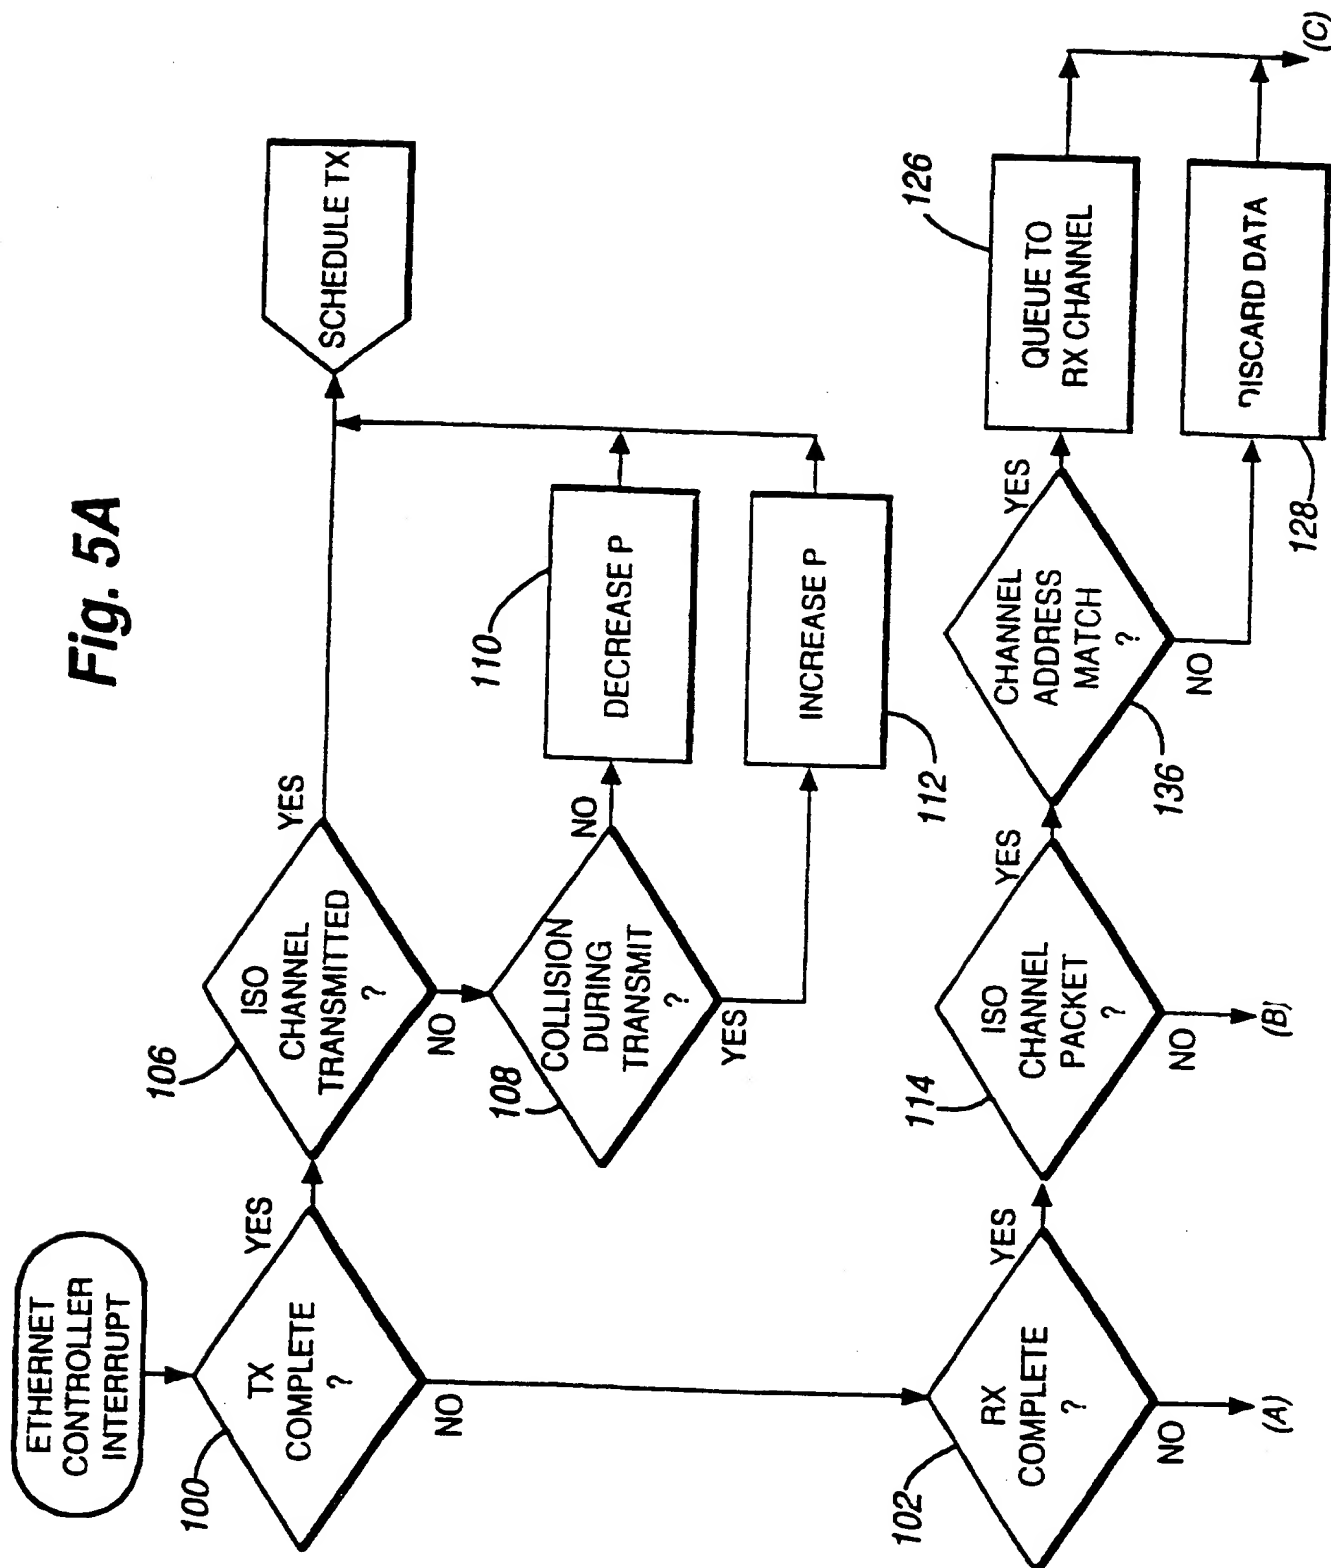 Fig. 5A
ETHERNET
CONTROLLER
INTERRUPT
100
TX
COMPLETE
?
YES
NO
106
ISO
CHANNEL
TRANSMITTED
?
YES
NO
SCHEDULE TX
108
COLLISION
DURING
TRANSMIT
?
NO
YES
110
DECREASE P
INCREASE P
112
102
RX
COMPLETE
?
YES
NO
(A)
114
ISO
CHANNEL
PACKET
?
YES
NO
(B)
136
CHANNEL
ADDRESS
MATCH
?
YES
NO
126
QUEUE TO
RX CHANNEL
DISCARD DATA
128
(C)